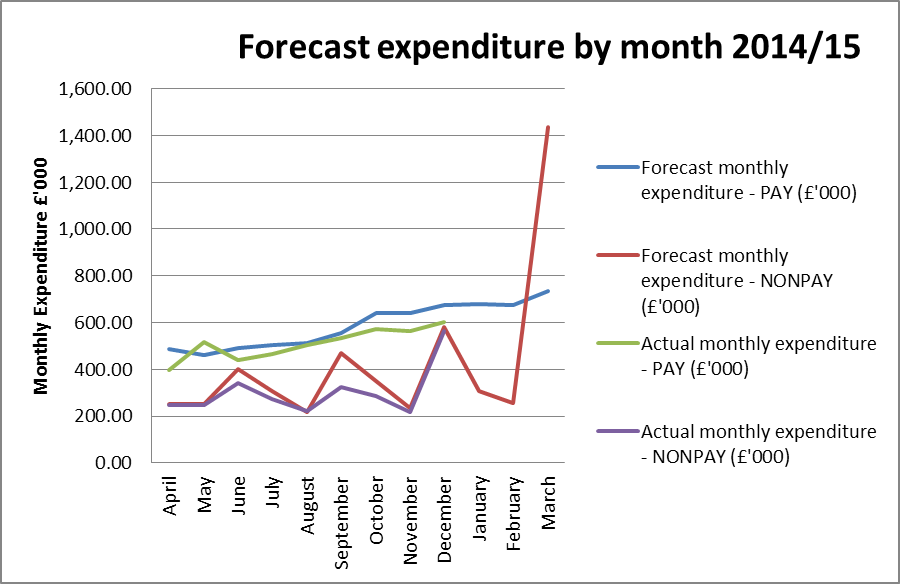 Forecast expenditure by month 2014/15
Monthly Expenditure £'000
1,600.00
1,400.00
1,200.00
1,000.00
800.00
600.00
400.00
200.00
0.00
April
May
June
July
August
September
October
November
December
January
February
March
Forecast monthly
expenditure - PAY (£'000)
Forecast monthly
expenditure - NONPAY
(£'000)
Actual monthly expenditure
- PAY (£'000)
Actual monthly expenditure
- NONPAY (£'000)